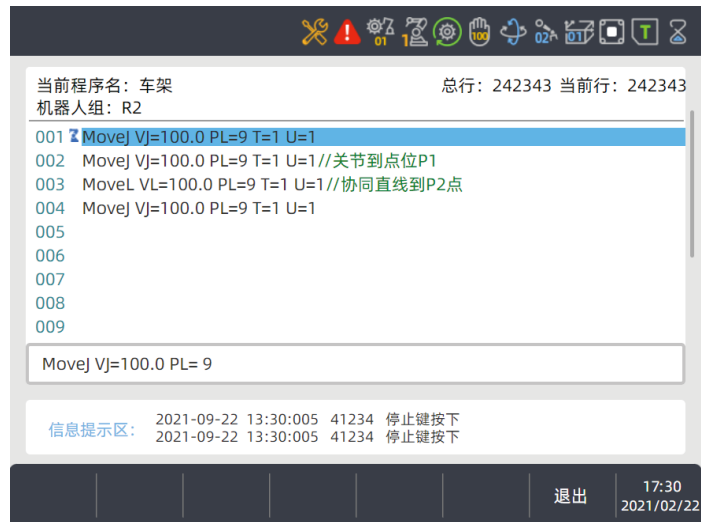 01 1 100 02 01 T
当前程序名：车架 总行：242343 当前行：242343
机器人组：R2
001 MoveJ VJ=100.0 PL=9 T=1 U=1
002 MoveJ VJ=100.0 PL=9 T=1 U=1//关节到点位P1
003 MoveL VL=100.0 PL=9 T=1 U=1//协同直线到P2点
004 MoveJ VJ=100.0 PL=9 T=1 U=1
005
006
007
008
009
MoveJ VJ=100.0 PL= 9
信息提示区： 2021-09-22 13:30:005 41234 停止键按下
2021-09-22 13:30:005 41234 停止键按下
退出 17:30
2021/02/22